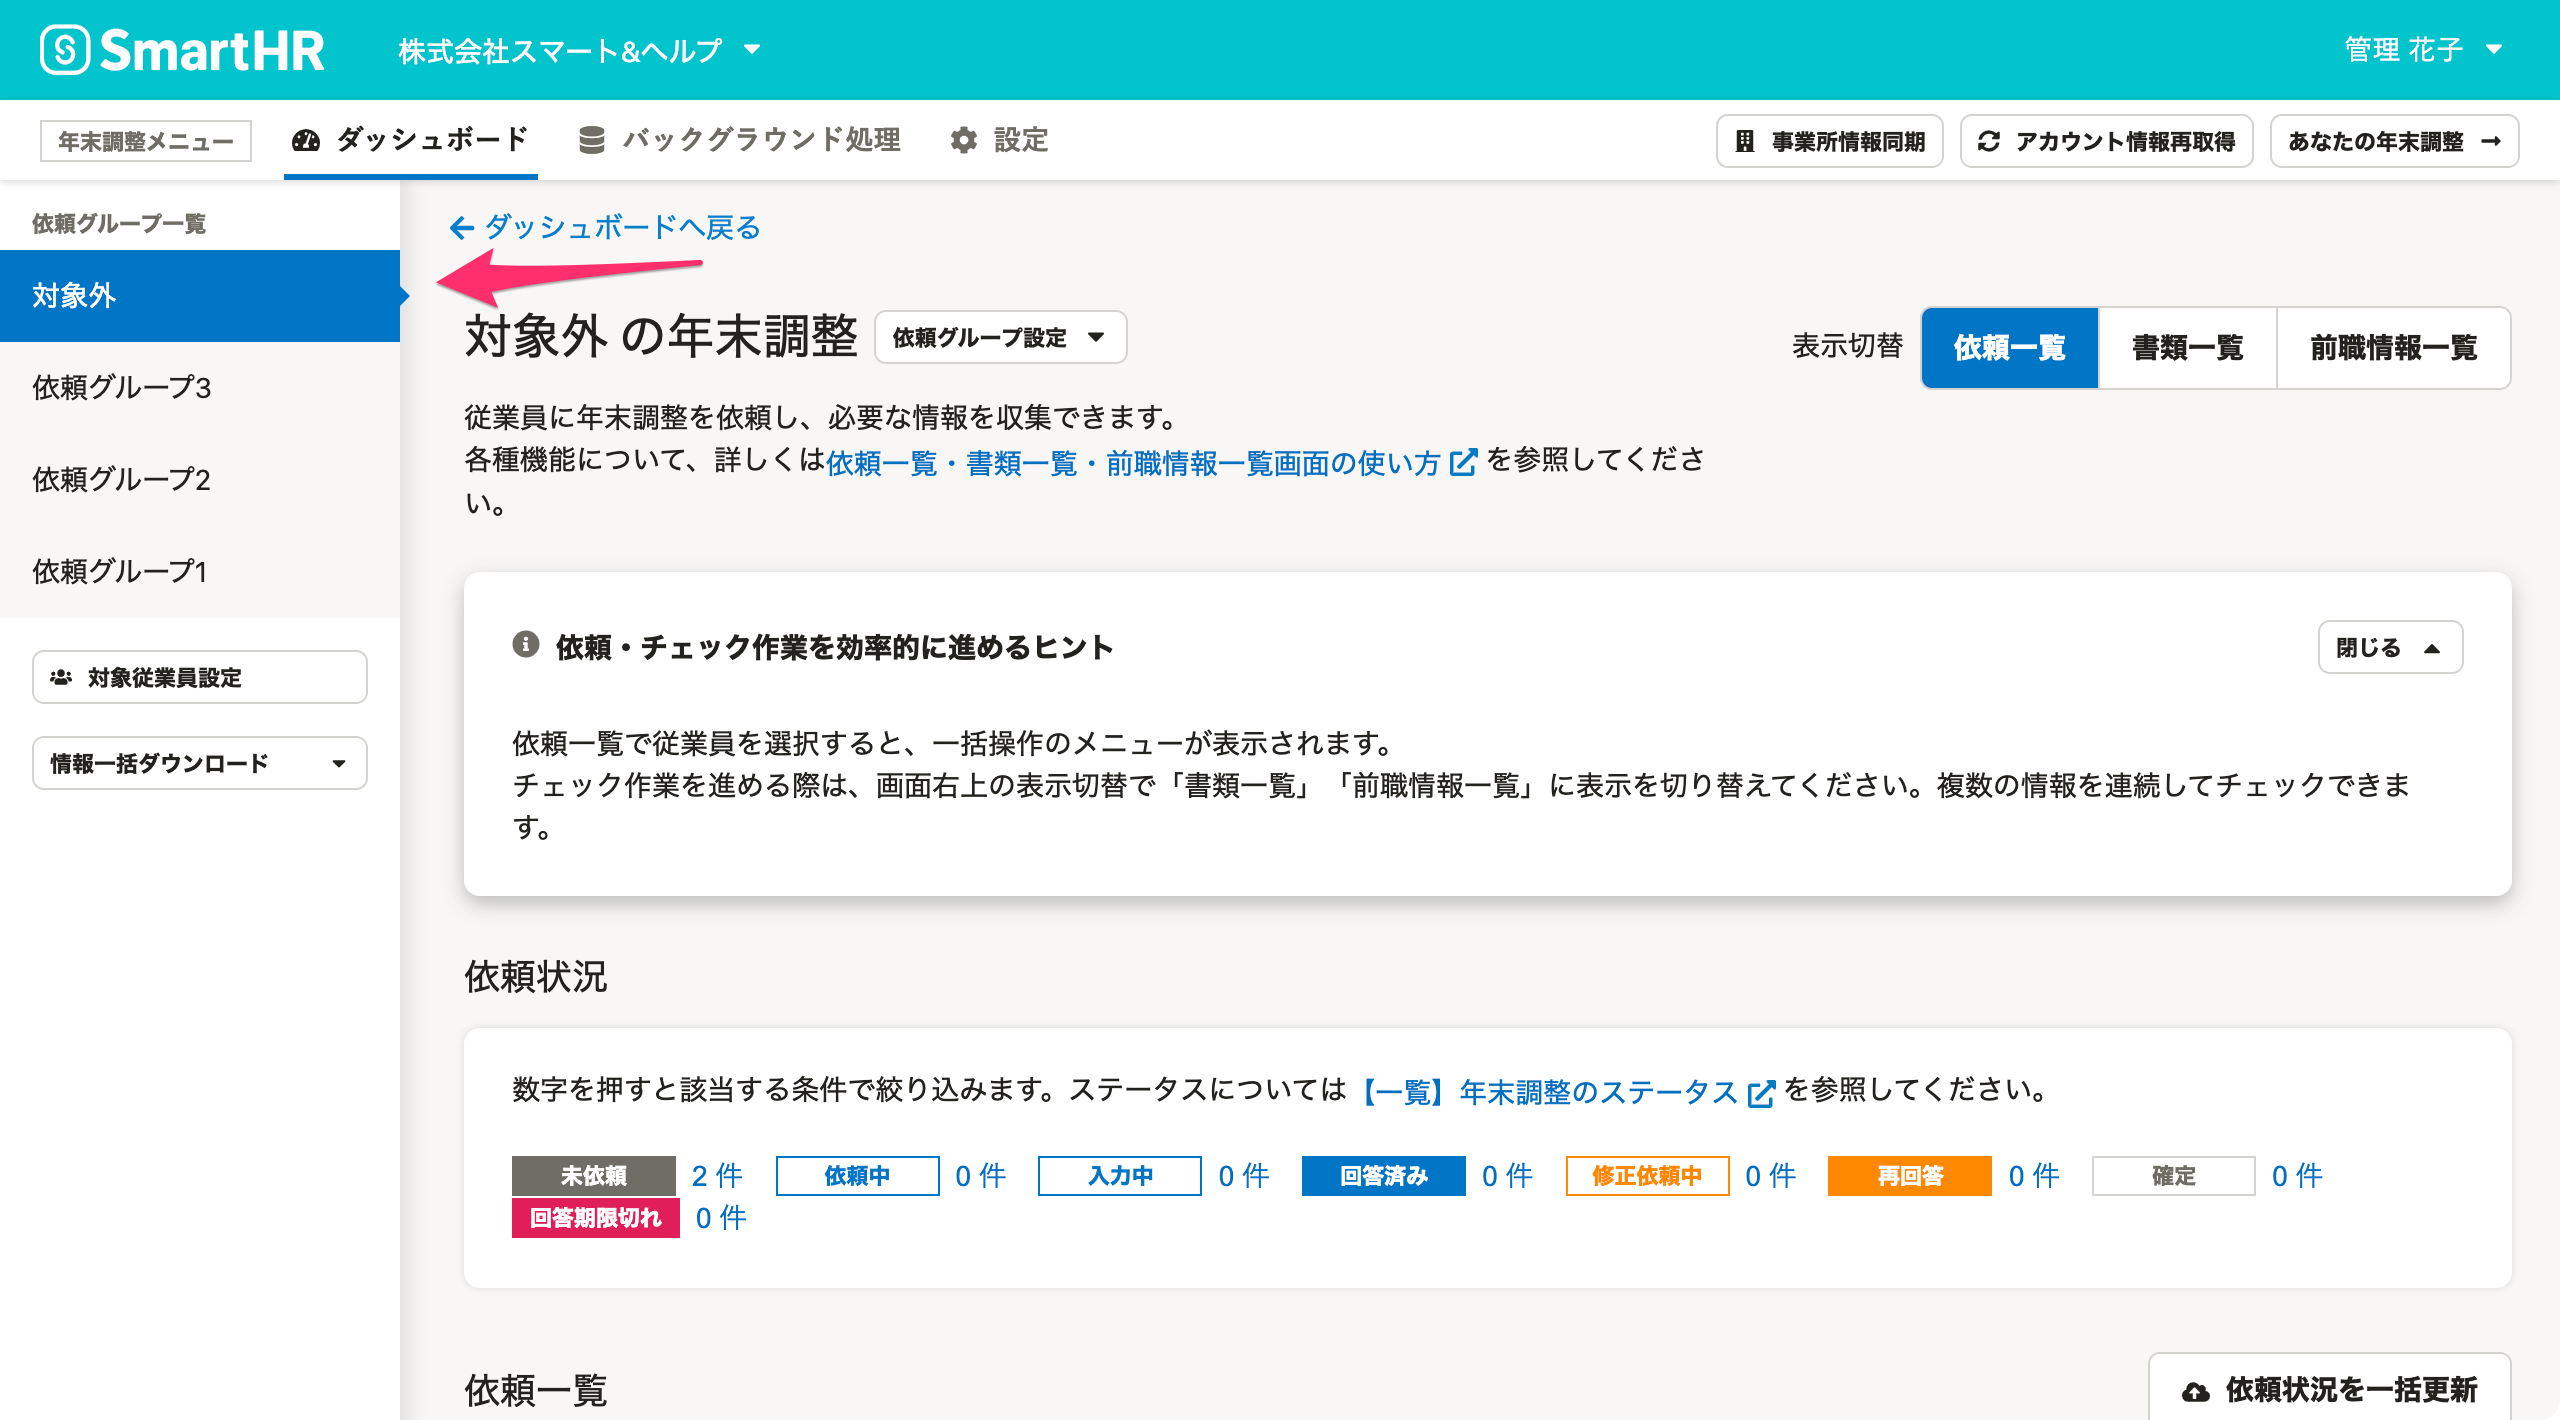 SmartHR
株式会社スマート&ヘルプ
管理 花子
年末調整メニュー
ダッシュボード
バックグラウンド処理
設定
事業所情報同期
アカウント情報再取得
あなたの年末調整
依頼グループ一覧
対象外
依頼グループ3
依頼グループ2
依頼グループ1
対象従業員設定
情報一括ダウンロード
ダッシュボードへ戻る
対象外 の年末調整
依頼グループ設定
表示切替
依頼一覧
書類一覧
前職情報一覧
従業員に年末調整を依頼し、必要な情報を収集できます。
各種機能について、詳しくは依頼一覧・書類一覧・前職情報一覧画面の使い方 を参照してくださ
い。
依頼・チェック作業を効率的に進めるヒント
閉じる
依頼一覧で従業員を選択すると、一括操作のメニューが表示されます。
チェック作業を進める際は、画面右上の表示切替で「書類一覧」「前職情報一覧」に表示を切り替えてください。複数の情報を連続してチェックできま
す。
依頼状況
数字を押すと該当する条件で絞り込みます。ステータスについては【一覧】年末調整のステータス を参照してください。
未依頼 2 件 依頼中 0 件 入力中 0 件 回答済み 0 件 修正依頼中 0 件 再回答 0 件 確定 0 件
回答期限切れ 0 件
依頼一覧
依頼状況を一括更新